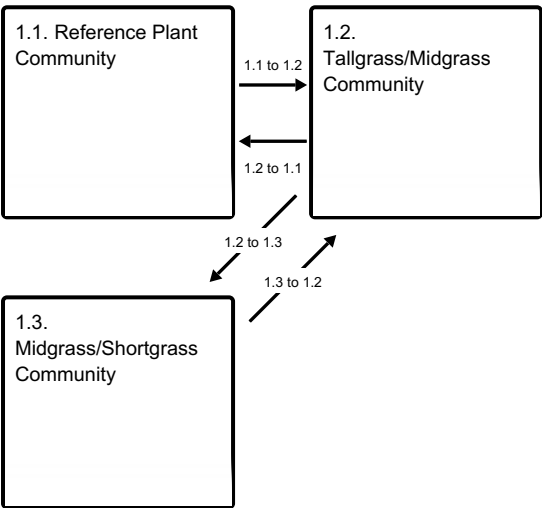 1.1. Reference Plant
Community
1.2.
Tallgrass/Midgrass
Community
1.1 to 1.2
1.2 to 1.1
1.2 to 1.3
1.3 to 1.2
1.3.
Midgrass/Shortgrass
Community